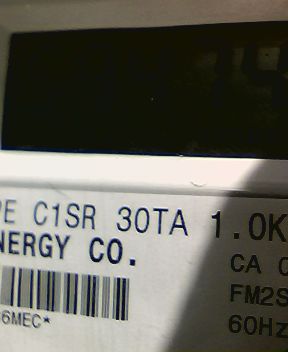 PE C1SR 30TA 1.0K
NERGY CO.
CA
FM2S
6MEC*
60Hz